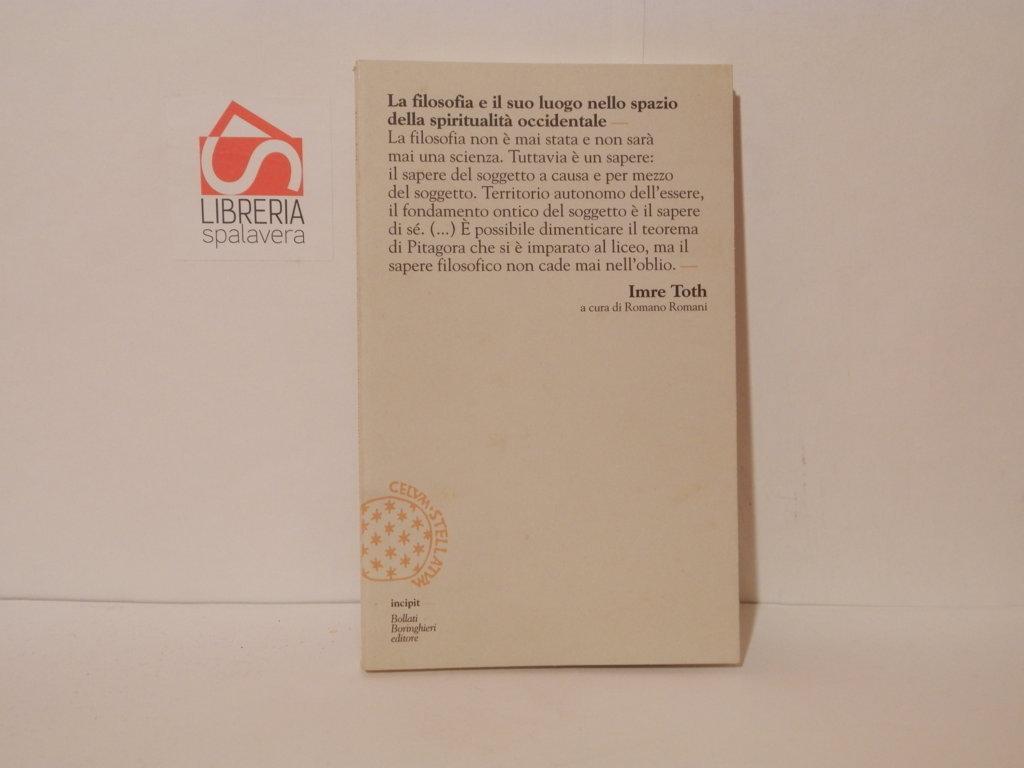 LIBRERIA
spalavera
La filosofia e il suo luogo nello spazio
della spiritualità occidentale —
La filosofia non è mai stata e non sarà
mai una scienza. Tuttavia è un sapere:
il sapere del soggetto a causa e per mezzo
del soggetto. Territorio autonomo dell'essere,
il fondamento ontico del soggetto è il sapere
di sé. (...) È possibile dimenticare il teorema
di Pitagora che si è imparato al liceo, ma il
sapere filosofico non cade mai nell'oblio. —
Imre Toth
a cura di Romano Romani
CELVM·STELLATVM
incipit
Bollati
Boringhieri
editore